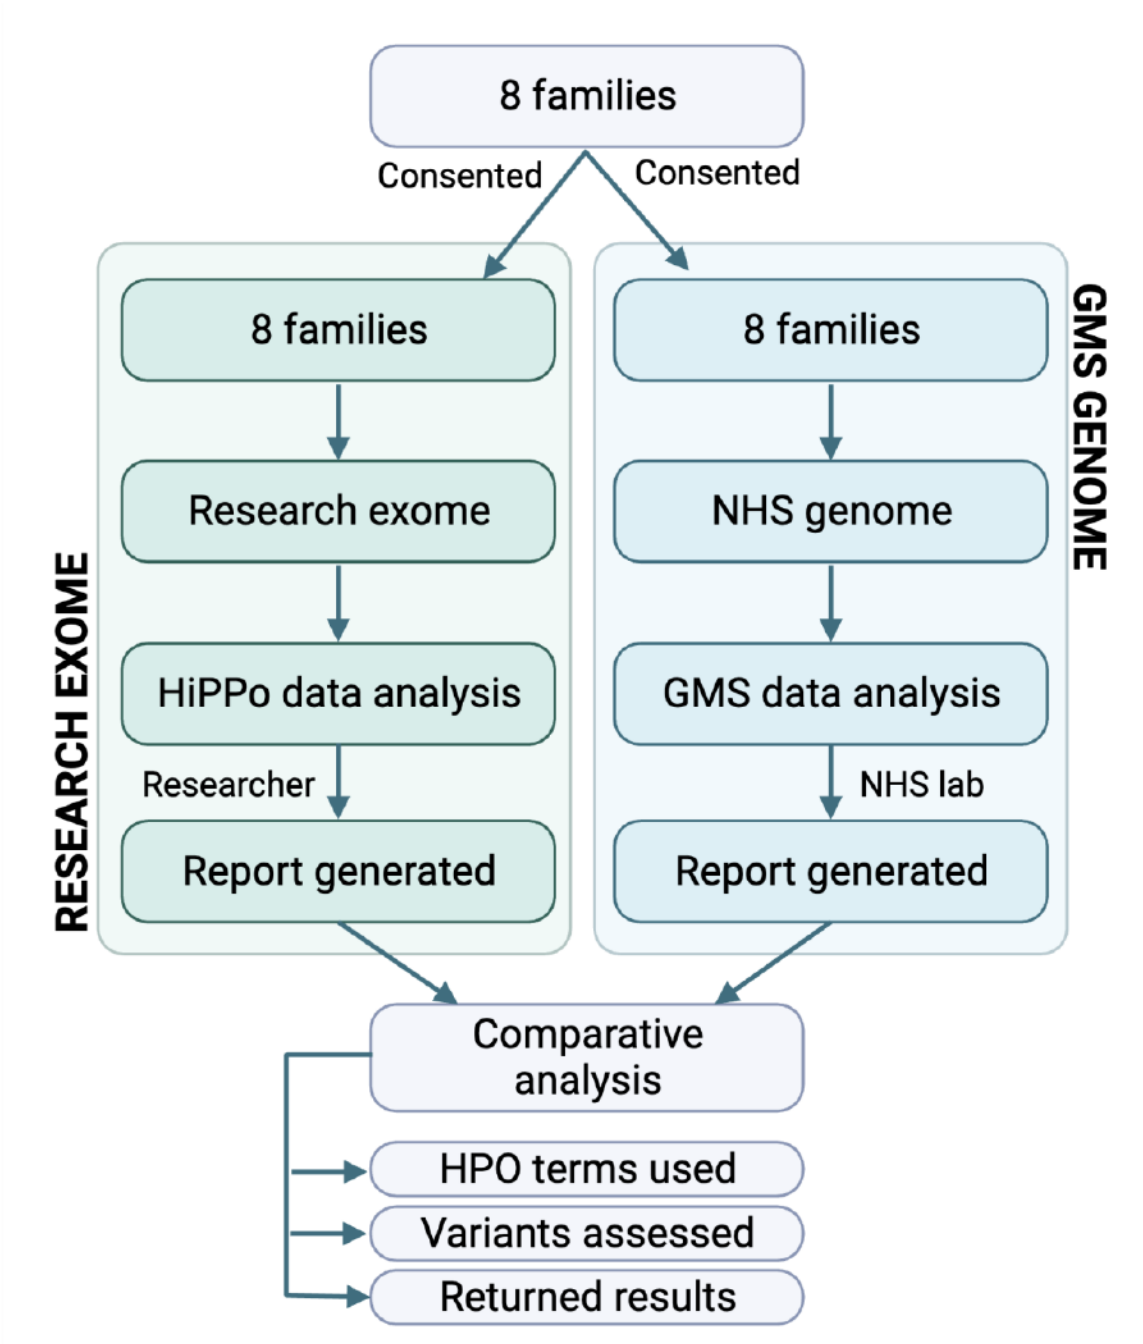 8 families
Consented
Consented
RESEARCH EXOME
8 families
Research exome
HiPPo data analysis
Researcher
Report generated
GMS GENOME
8 families
NHS genome
GMS data analysis
NHS lab
Report generated
Comparative
analysis
HPO terms used
Variants assessed
Returned results